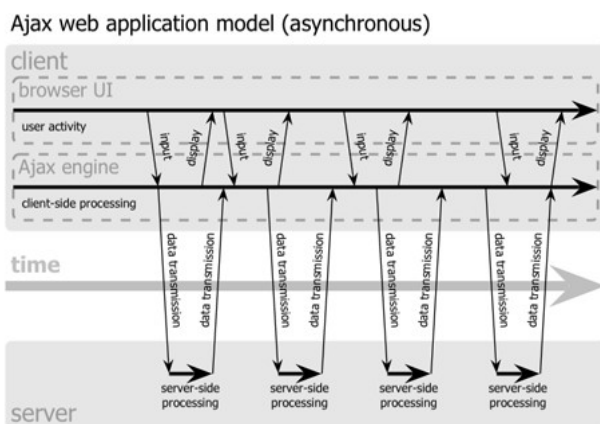 Ajax web application model (asynchronous)
client
browser UI
user activity
input
display
input
display
input
display
input
display
Ajax engine
client-side processing
data transmission
data transmission
data transmission
data transmission
data transmission
data transmission
data transmission
data transmission
time
server-side
processing
server-side
processing
server-side
processing
server-side
processing
server